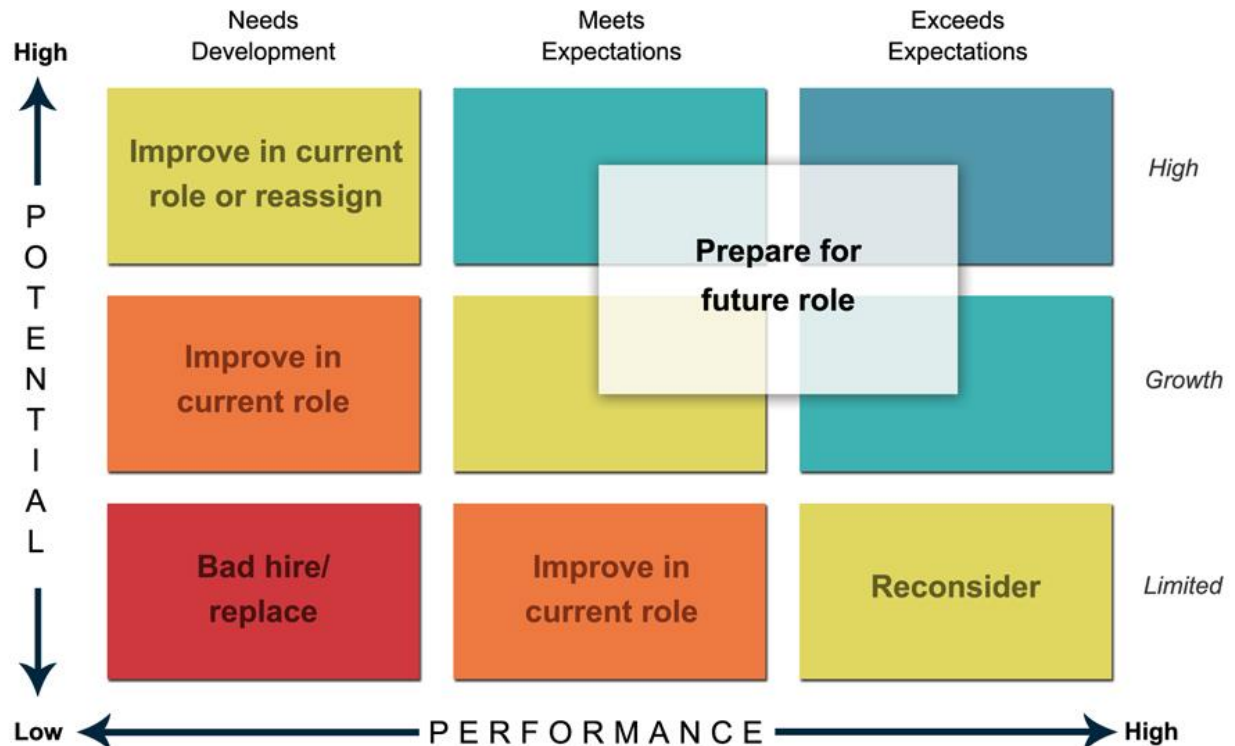 Needs
Development
Meets
Expectations
Exceeds
Expectations
High
POTENTIAL
Improve in current
role or reassign
High
Prepare for
future role
Improve in
current role
Growth
Bad hire/
replace
Improve in
current role
Reconsider
Limited
Low
PERFORMANCE
High